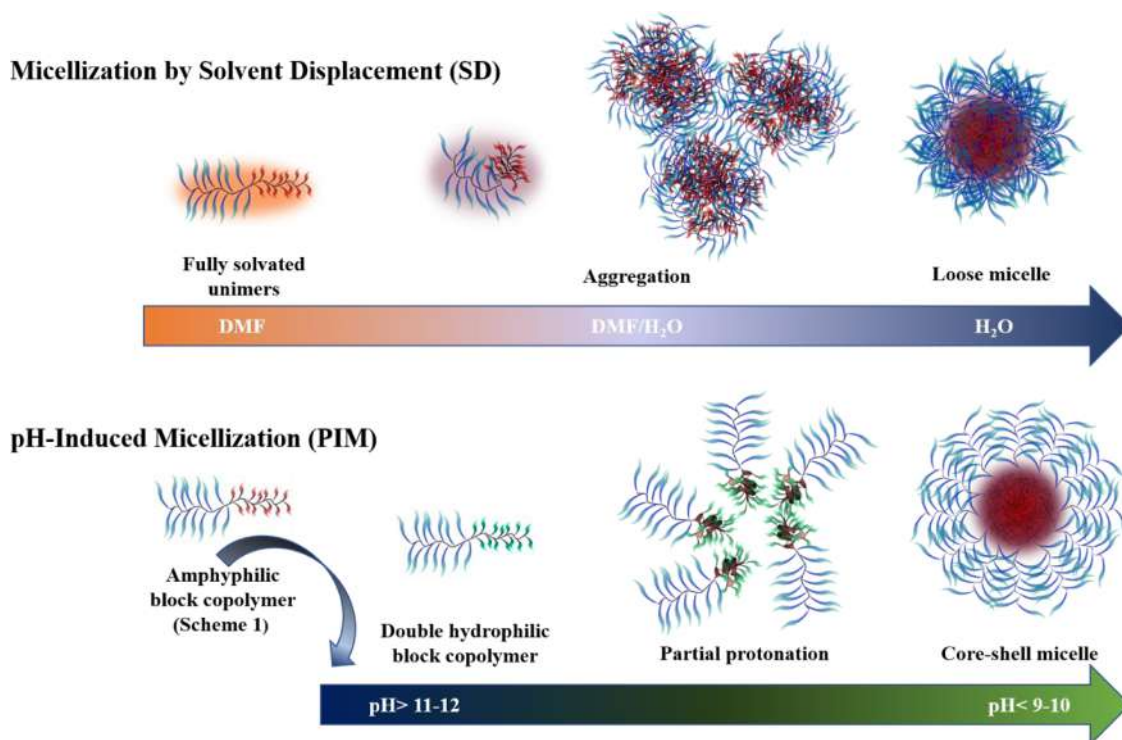 Micellization by Solvent Displacement (SD)
Fully solvated
unimers
Aggregation
Loose micelle
DMF
DMF/H₂O
H₂O
pH-Induced Micellization (PIM)
Amphyphilic
block copolymer
(Scheme 1)
Double hydrophilic
block copolymer
Partial protonation
Core-shell micelle
pH> 11-12
pH< 9-10